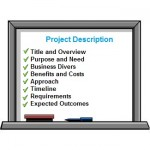 Project Description
Title and Overview
Purpose and Need
Business Divers
Benefits and Costs
Approach
Timeline
Requirements
Expected Outcomes